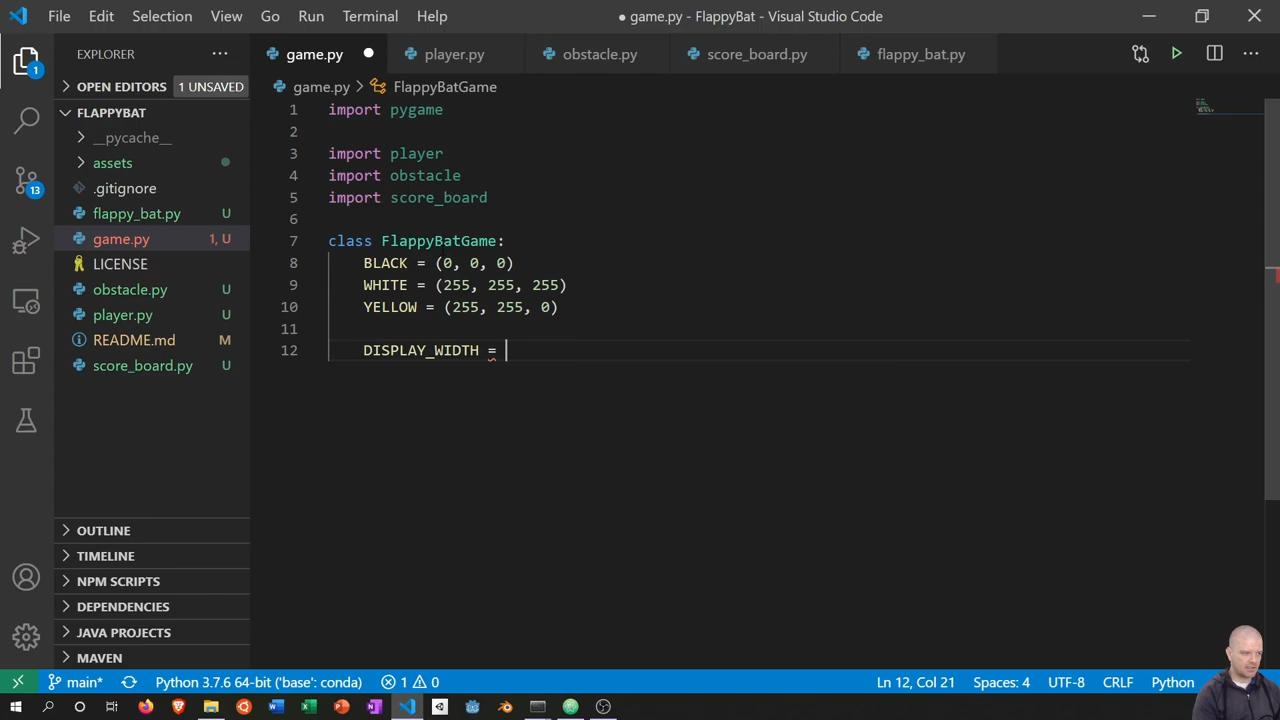 File Edit Selection View Go Run Terminal Help ● game.py - FlappyBat - Visual Studio Code
EXPLORER ··· game.py ● player.py obstacle.py score_board.py flappy_bat.py ···
OPEN EDITORS 1 UNSAVED
game.py > FlappyBatGame
FLAPPYBAT
__pycache__
assets
.gitignore
flappy_bat.py U
game.py 1, U
LICENSE
obstacle.py U
player.py U
README.md M
score_board.py U
OUTLINE
TIMELINE
NPM SCRIPTS
DEPENDENCIES
JAVA PROJECTS
MAVEN
1
13
1 import pygame
2
3 import player
4 import obstacle
5 import score_board
6
7 class FlappyBatGame:
8 BLACK = (0, 0, 0)
9 WHITE = (255, 255, 255)
10 YELLOW = (255, 255, 0)
11
12 DISPLAY_WIDTH =
main* Python 3.7.6 64-bit ('base': conda) 1 0 Ln 12, Col 21 Spaces: 4 UTF-8 CRLF Python